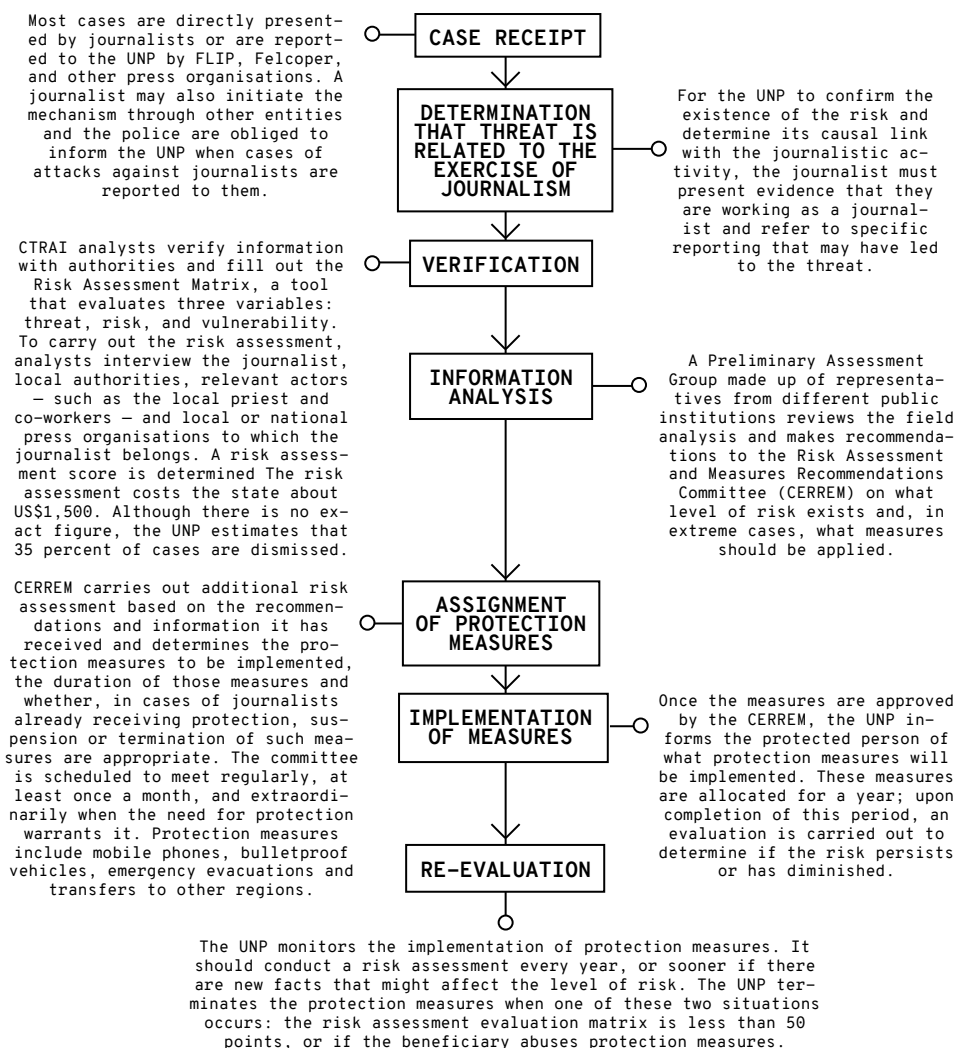 Most cases are directly present-
ed by journalists or are report-
ed to the UNP by FLIP, Felcoper,
and other press organisations. A
journalist may also initiate the
mechanism through other entities
and the police are obliged to
inform the UNP when cases of
attacks against journalists are
reported to them.
CASE RECEIPT
DETERMINATION
THAT THREAT IS
RELATED TO THE
EXERCISE OF
JOURNALISM
For the UNP to confirm the
existence of the risk and
determine its causal link
with the journalistic ac-
tivity, the journalist must
present evidence that they
are working as a journal-
ist and refer to specific
reporting that may have led
to the threat.
CTRAI analysts verify information
with authorities and fill out the
Risk Assessment Matrix, a tool
that evaluates three variables:
threat, risk, and vulnerability.
To carry out the risk assessment,
analysts interview the journalist,
local authorities, relevant actors
— such as the local priest and
co-workers — and local or national
press organisations to which the
journalist belongs. A risk assess-
ment score is determined The risk
assessment costs the state about
US$1,500. Although there is no ex-
act figure, the UNP estimates that
35 percent of cases are dismissed.
VERIFICATION
INFORMATION
ANALYSIS
A Preliminary Assessment
Group made up of representa-
tives from different public
institutions reviews the field
analysis and makes recommenda-
tions to the Risk Assessment
and Measures Recommendations
Committee (CERREM) on what
level of risk exists and, in
extreme cases, what measures
should be applied.
CERREM carries out additional risk
assessment based on the recommen-
dations and information it has
received and determines the pro-
tection measures to be implemented,
the duration of those measures and
whether, in cases of journalists
already receiving protection, sus-
pension or termination of such mea-
sures are appropriate. The committee
is scheduled to meet regularly, at
least once a month, and extraordi-
narily when the need for protection
warrants it. Protection measures
include mobile phones, bulletproof
vehicles, emergency evacuations and
transfers to other regions.
ASSIGNMENT
OF PROTECTION
MEASURES
IMPLEMENTATION
OF MEASURES
Once the measures are approved
by the CERREM, the UNP in-
forms the protected person of
what protection measures will
be implemented. These measures
are allocated for a year; upon
completion of this period, an
evaluation is carried out to
determine if the risk persists
or has diminished.
RE-EVALUATION
The UNP monitors the implementation of protection measures. It
should conduct a risk assessment every year, or sooner if there
are new facts that might affect the level of risk. The UNP ter-
minates the protection measures when one of these two situations
occurs: the risk assessment evaluation matrix is less than 50
points, or if the beneficiary abuses protection measures.